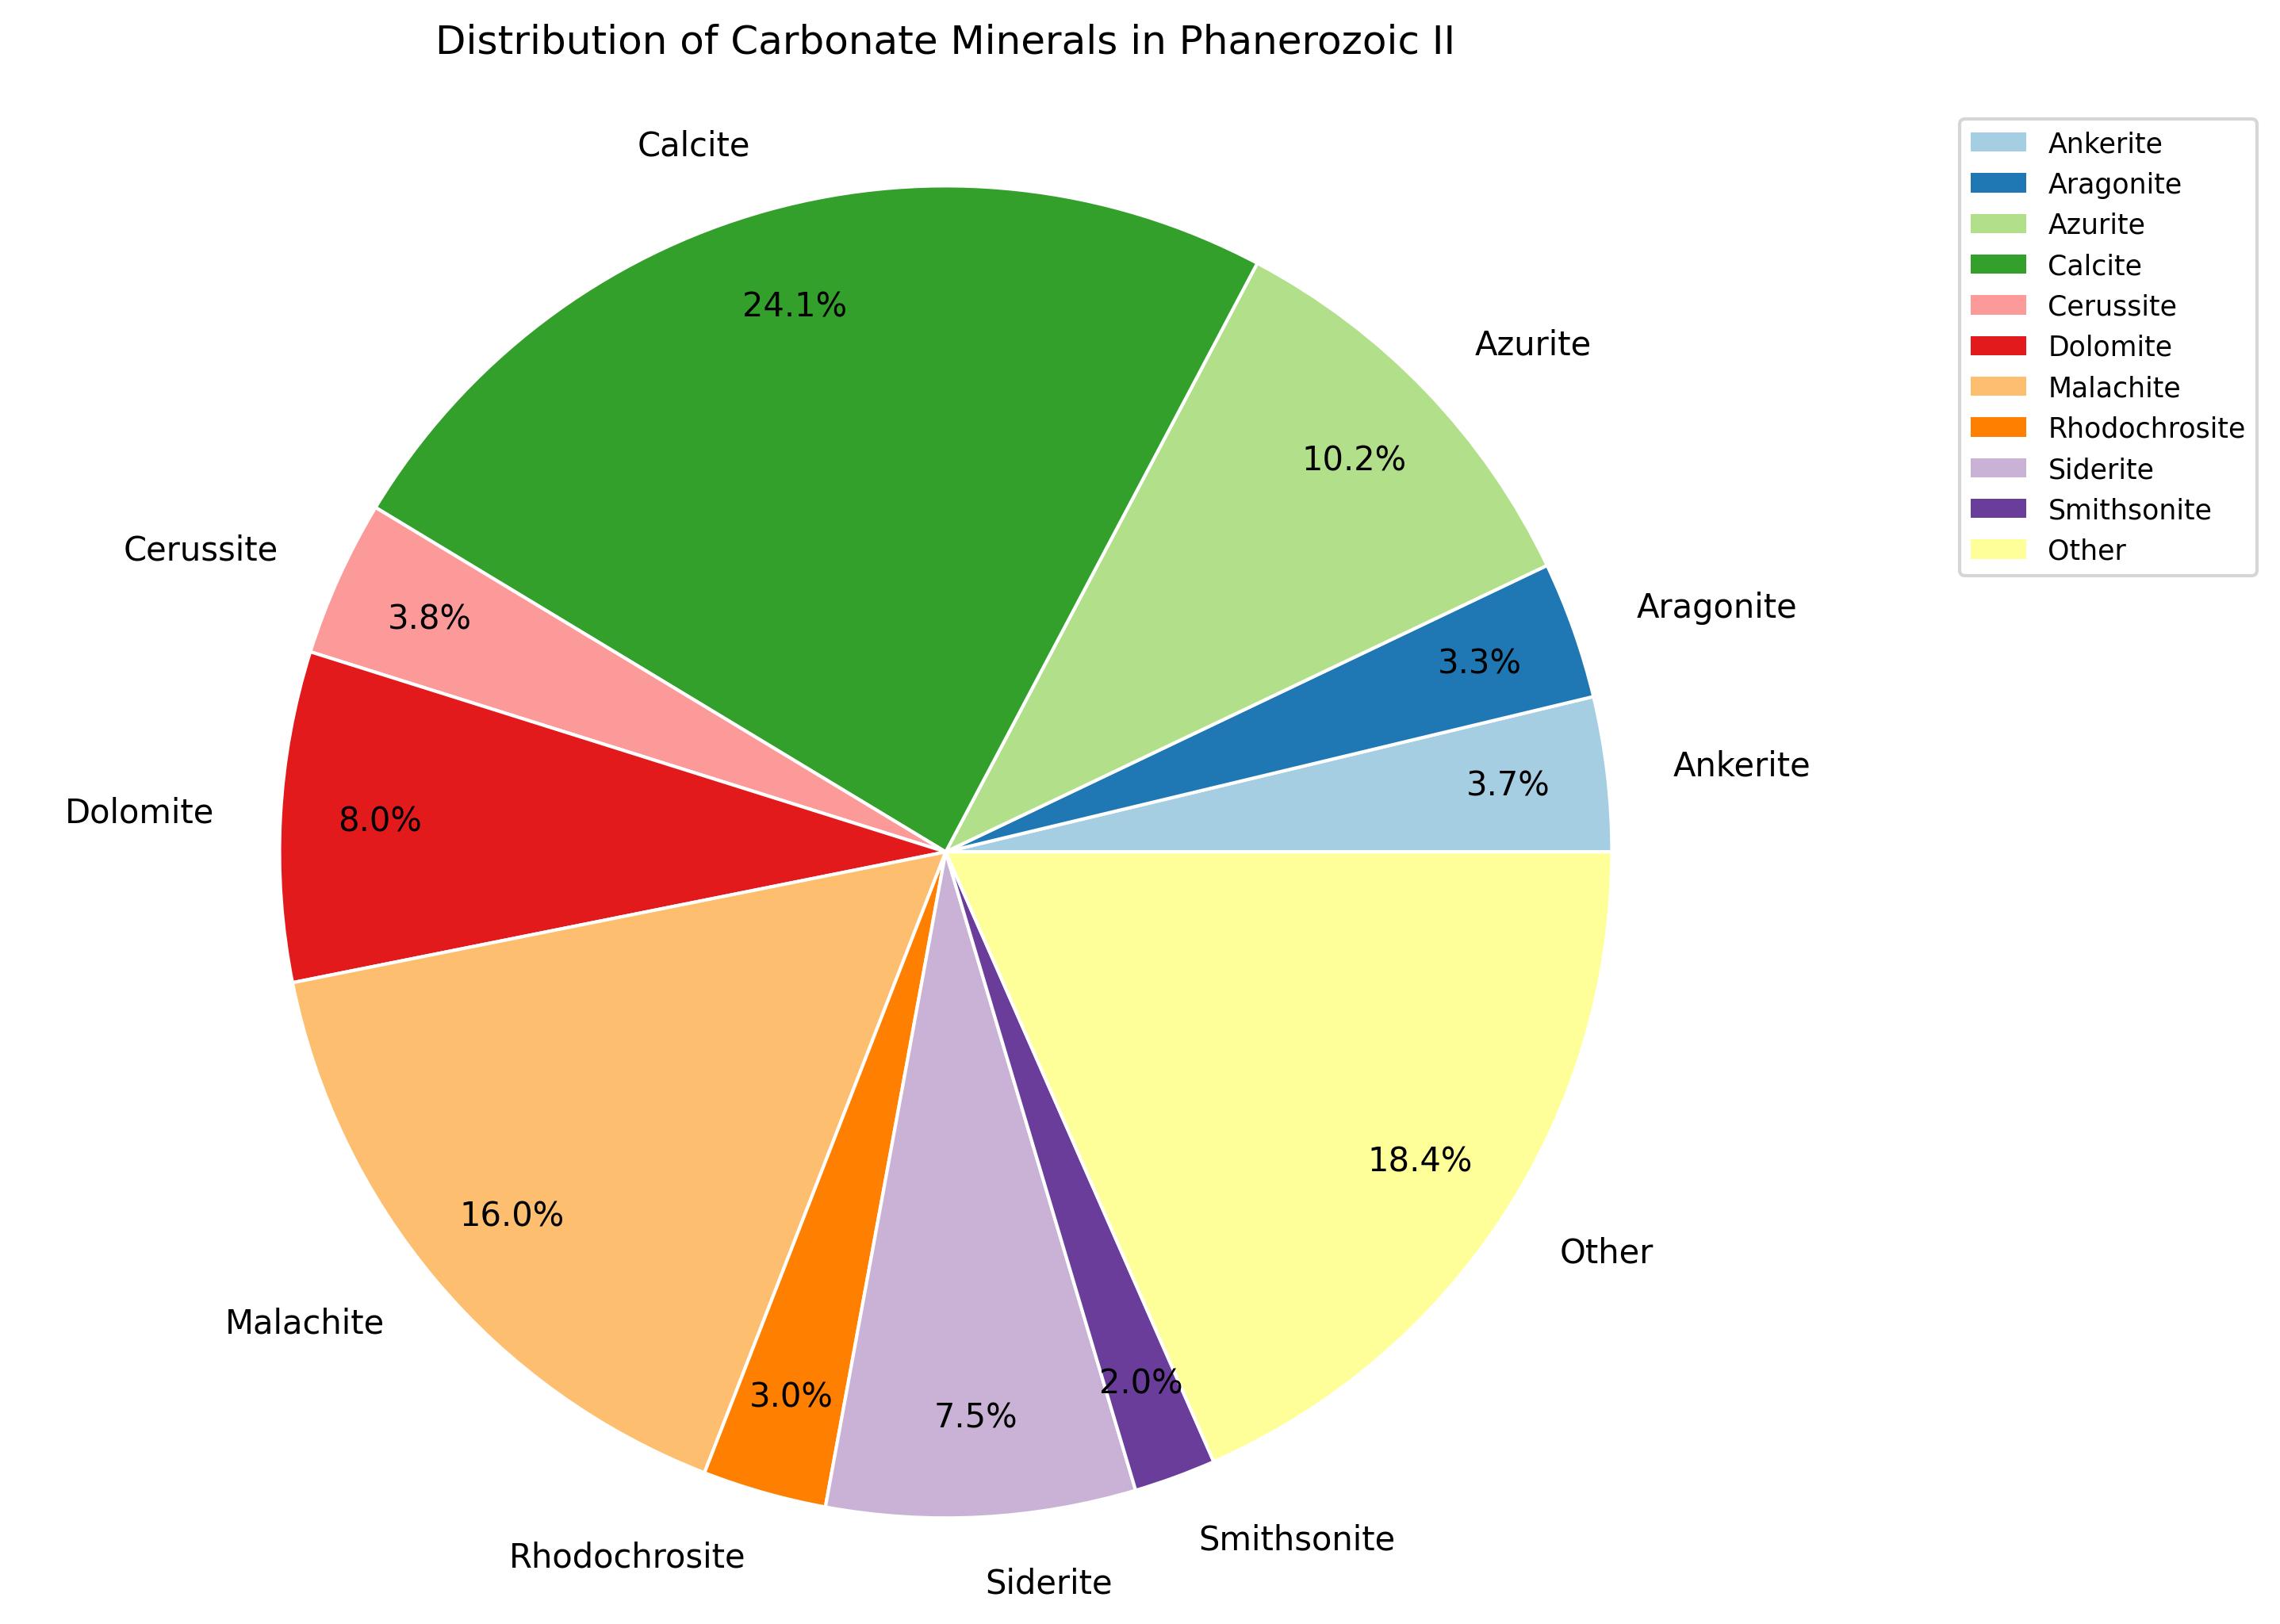 Distribution of Carbonate Minerals in Phanerozoic II
Calcite
24.1%
Azurite
10.2%
Cerussite
3.8%
Aragonite
3.3%
Ankerite
3.7%
Dolomite
8.0%
Malachite
16.0%
Other
18.4%
Rhodochrosite
3.0%
Siderite
7.5%
Smithsonite
2.0%
Ankerite
Aragonite
Azurite
Calcite
Cerussite
Dolomite
Malachite
Rhodochrosite
Siderite
Smithsonite
Other